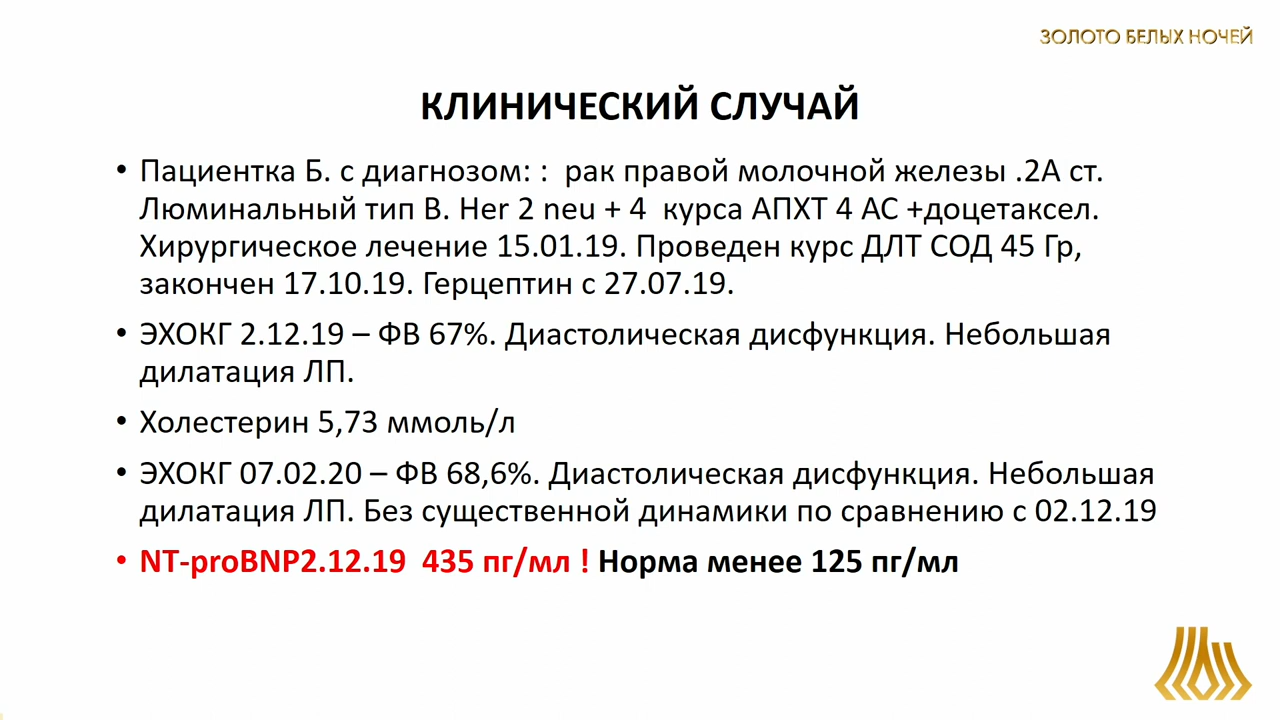 ЗОЛОТО БЕЛЫХ НОЧЕЙ
КЛИНИЧЕСКИЙ СЛУЧАЙ
• Пациентка Б. с диагнозом: :  рак правой молочной железы .2А ст.
Люминальный тип В. Her 2 neu + 4  курса АПХТ 4 АС +доцетаксел.
Хирургическое лечение 15.01.19. Проведен курс ДЛТ СОД 45 Гр,
закончен 17.10.19. Герцептин с 27.07.19.
• ЭХОКГ 2.12.19 – ФВ 67%. Диастолическая дисфункция. Небольшая
дилатация ЛП.
• Холестерин 5,73 ммоль/л
• ЭХОКГ 07.02.20 – ФВ 68,6%. Диастолическая дисфункция. Небольшая
дилатация ЛП. Без существенной динамики по сравнению с 02.12.19
• NT-proBNP2.12.19  435 пг/мл ! Норма менее 125 пг/мл